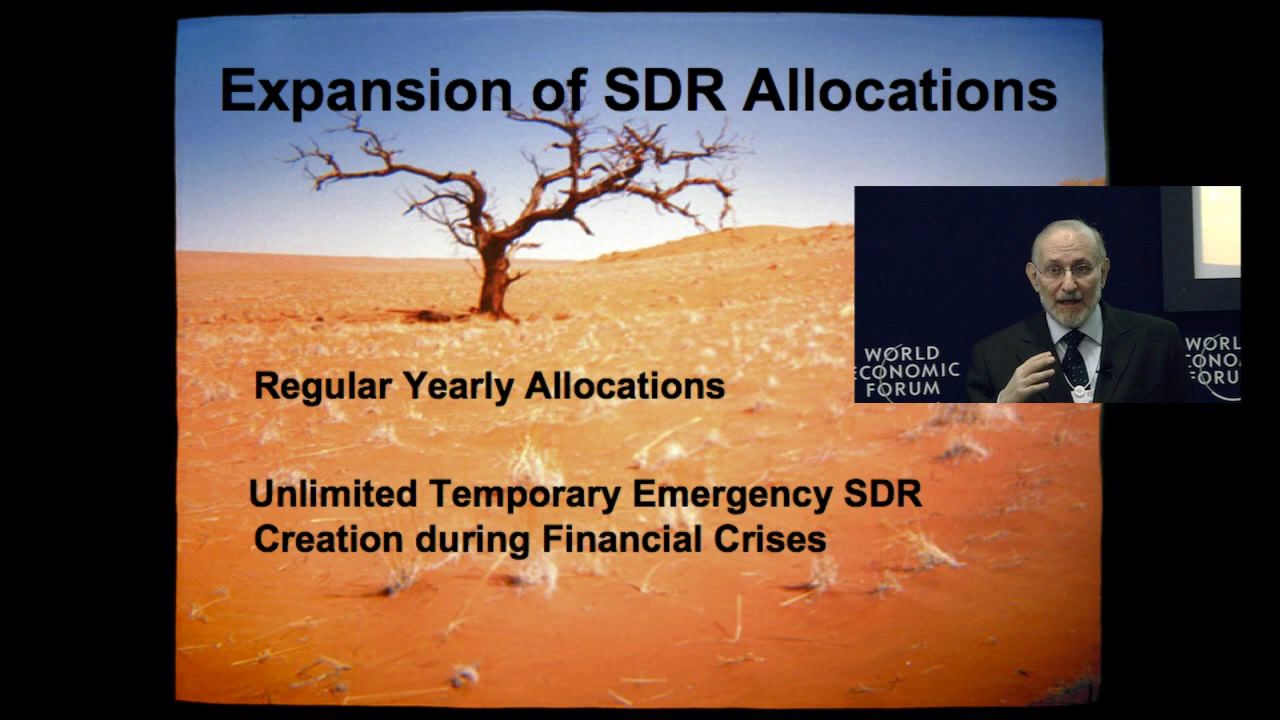 Expansion of SDR Allocations
Regular Yearly Allocations
Unlimited Temporary Emergency SDR
Creation during Financial Crises
WORLD
ECONOMIC
FORUM